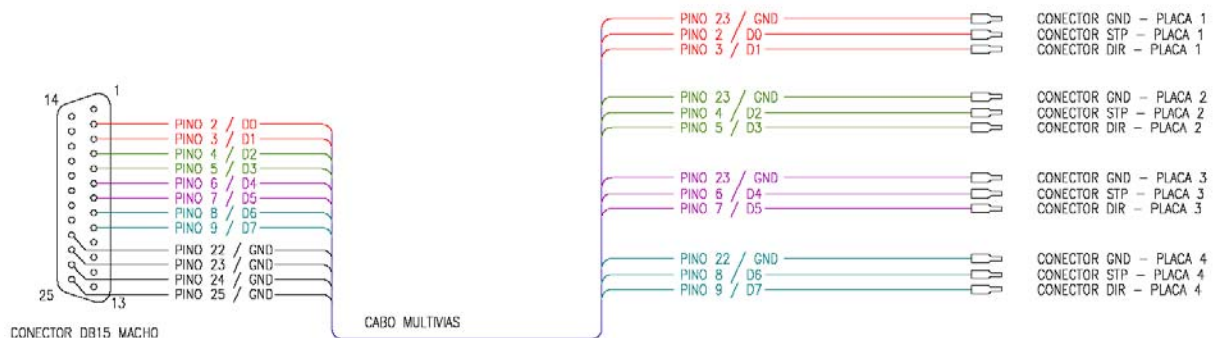 14
1
PINO 2 / D0
PINO 3 / D1
PINO 4 / D2
PINO 5 / D3
PINO 6 / D4
PINO 7 / D5
PINO 8 / D6
PINO 9 / D7
PINO 22 / GND
PINO 23 / GND
PINO 24 / GND
PINO 25 / GND
25
13
CONECTOR DB15 MACHO
CABO MULTIVIAS
PINO 23 / GND CONECTOR GND - PLACA 1
PINO 2 / D0 CONECTOR STP - PLACA 1
PINO 3 / D1 CONECTOR DIR - PLACA 1
PINO 23 / GND CONECTOR GND - PLACA 2
PINO 4 / D2 CONECTOR STP - PLACA 2
PINO 5 / D3 CONECTOR DIR - PLACA 2
PINO 23 / GND CONECTOR GND - PLACA 3
PINO 6 / D4 CONECTOR STP - PLACA 3
PINO 7 / D5 CONECTOR DIR - PLACA 3
PINO 22 / GND CONECTOR GND - PLACA 4
PINO 8 / D6 CONECTOR STP - PLACA 4
PINO 9 / D7 CONECTOR DIR - PLACA 4